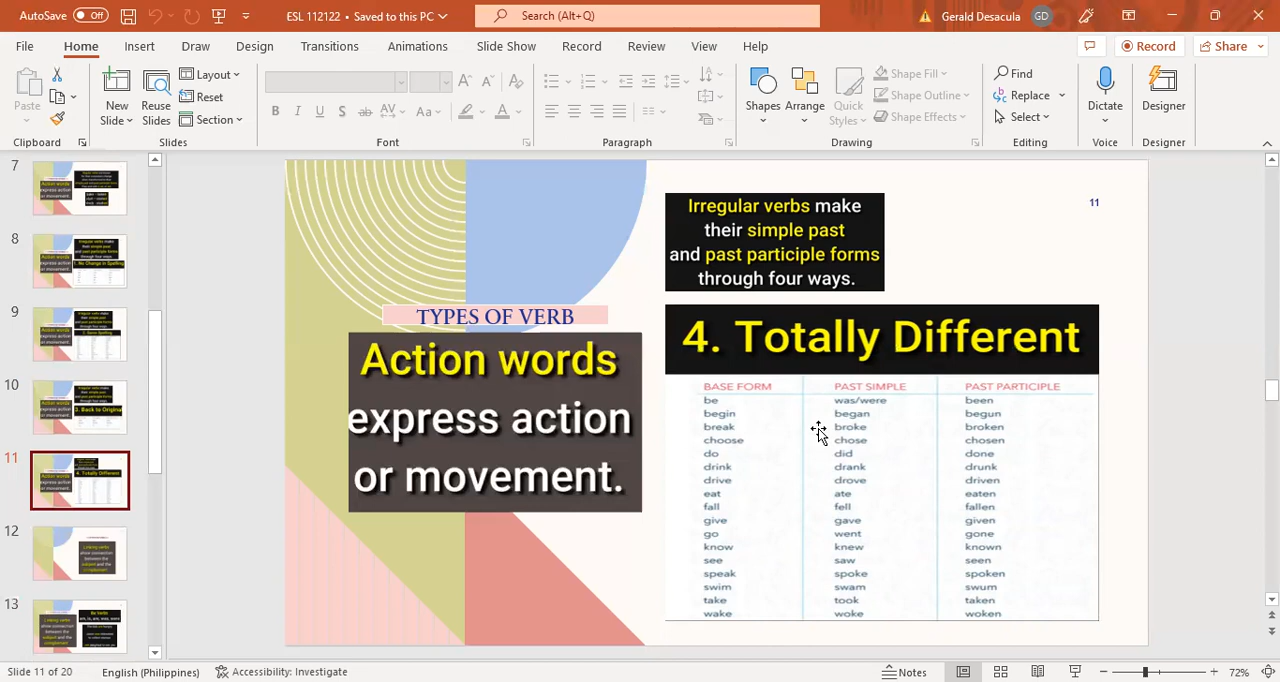 AutoSave Off ESL 112122 • Saved to this PC Search (Alt+Q) Gerald Desacula GD
File Home Insert Draw Design Transitions Animations Slide Show Record Review View Help Record Share
Paste New Slide Reuse Slides Layout Reset Section
B I U S ab AV Aa A
Shapes Arrange Quick Styles Shape Fill Shape Outline Shape Effects
Find Replace Select Dictate Designer
Clipboard Slides Font Paragraph Drawing Editing Voice Designer
7
8
9
10
11
12
13
11
Irregular verbs make
their simple past
and past participle forms
through four ways.
TYPES OF VERB
Action words
express action
or movement.
4. Totally Different
BASE FORM PAST SIMPLE PAST PARTICIPLE
be was/were been
begin began begun
break broke broken
choose chose chosen
do did done
drink drank drunk
drive drove driven
eat ate eaten
fall fell fallen
give gave given
go went gone
know knew known
see saw seen
speak spoke spoken
swim swam swum
take took taken
wake woke woken
Slide 11 of 20 English (Philippines) Accessibility: Investigate Notes 72%